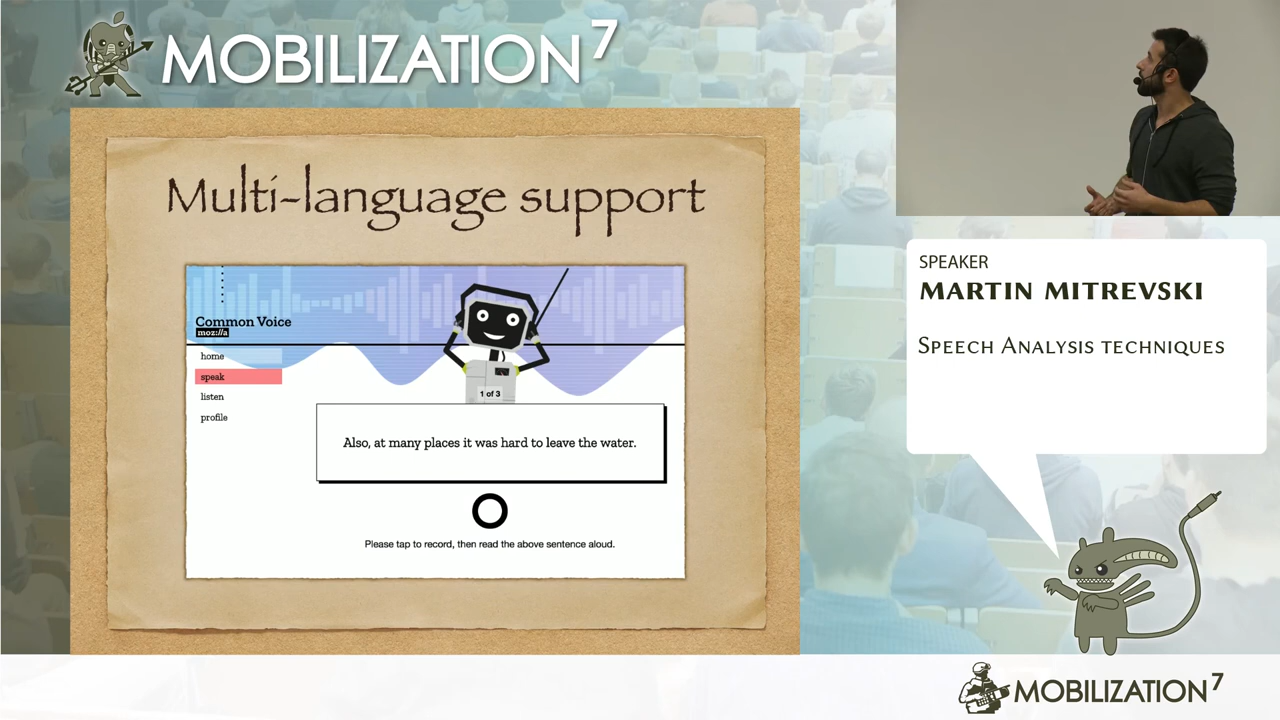 MOBILIZATION 7
Multi-language support
Common Voice
moz://a
home
speak
listen
profile
1 of 3
Also, at many places it was hard to leave the water.
Please tap to record, then read the above sentence aloud.
SPEAKER
MARTIN MITREVSKI
SPEECH ANALYSIS TECHNIQUES
MOBILIZATION 7